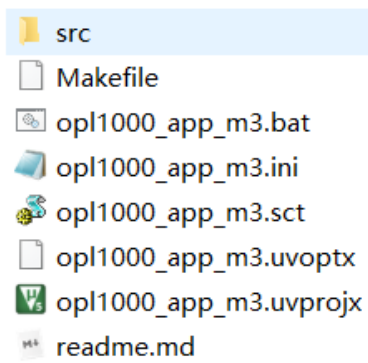 src
Makefile
opl1000_app_m3.bat
opl1000_app_m3.ini
opl1000_app_m3.sct
opl1000_app_m3.uvoptx
opl1000_app_m3.uvprojx
readme.md